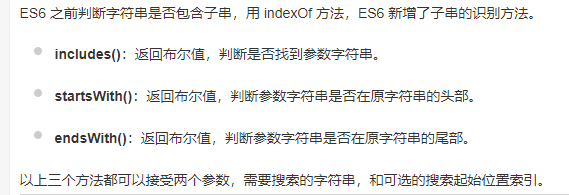 ES6 之前判断字符串是否包含子串，用 indexOf 方法，ES6 新增了子串的识别方法。
includes()：返回布尔值，判断是否找到参数字符串。
startsWith()：返回布尔值，判断参数字符串是否在原字符串的头部。
endsWith()：返回布尔值，判断参数字符串是否在原字符串的尾部。
以上三个方法都可以接受两个参数，需要搜索的字符串，和可选的搜索起始位置索引。